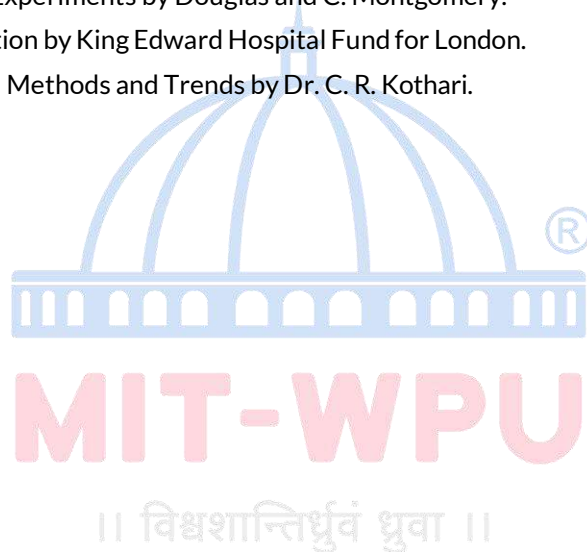 Experiments by Douglas and C. Montgomery.
tion by King Edward Hospital Fund for London.
Methods and Trends by Dr. C. R. Kothari.
®
MIT-WPU
।। विश्वशान्तिर्ध्रुवं ध्रुवा ।।